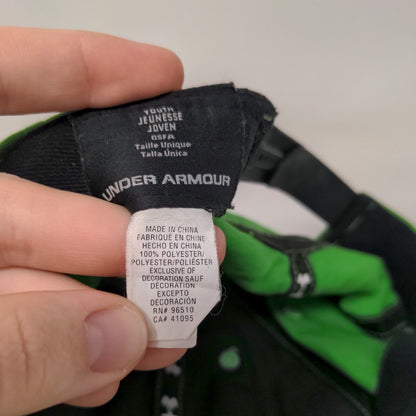 YOUTH
JEUNESSE
JOVEN
OSFA
Taille Unique
Talla Unica
UNDER ARMOUR
MADE IN CHINA
FABRIQUÉ EN CHINE
HECHO EN CHINA
100% POLYESTER/
POLYESTER/POLIÉSTER
EXCLUSIVE OF
DECORATION SAUF
DÉCORATION
EXCEPTO
DECORACIÓN
RN# 96510
CA# 41095